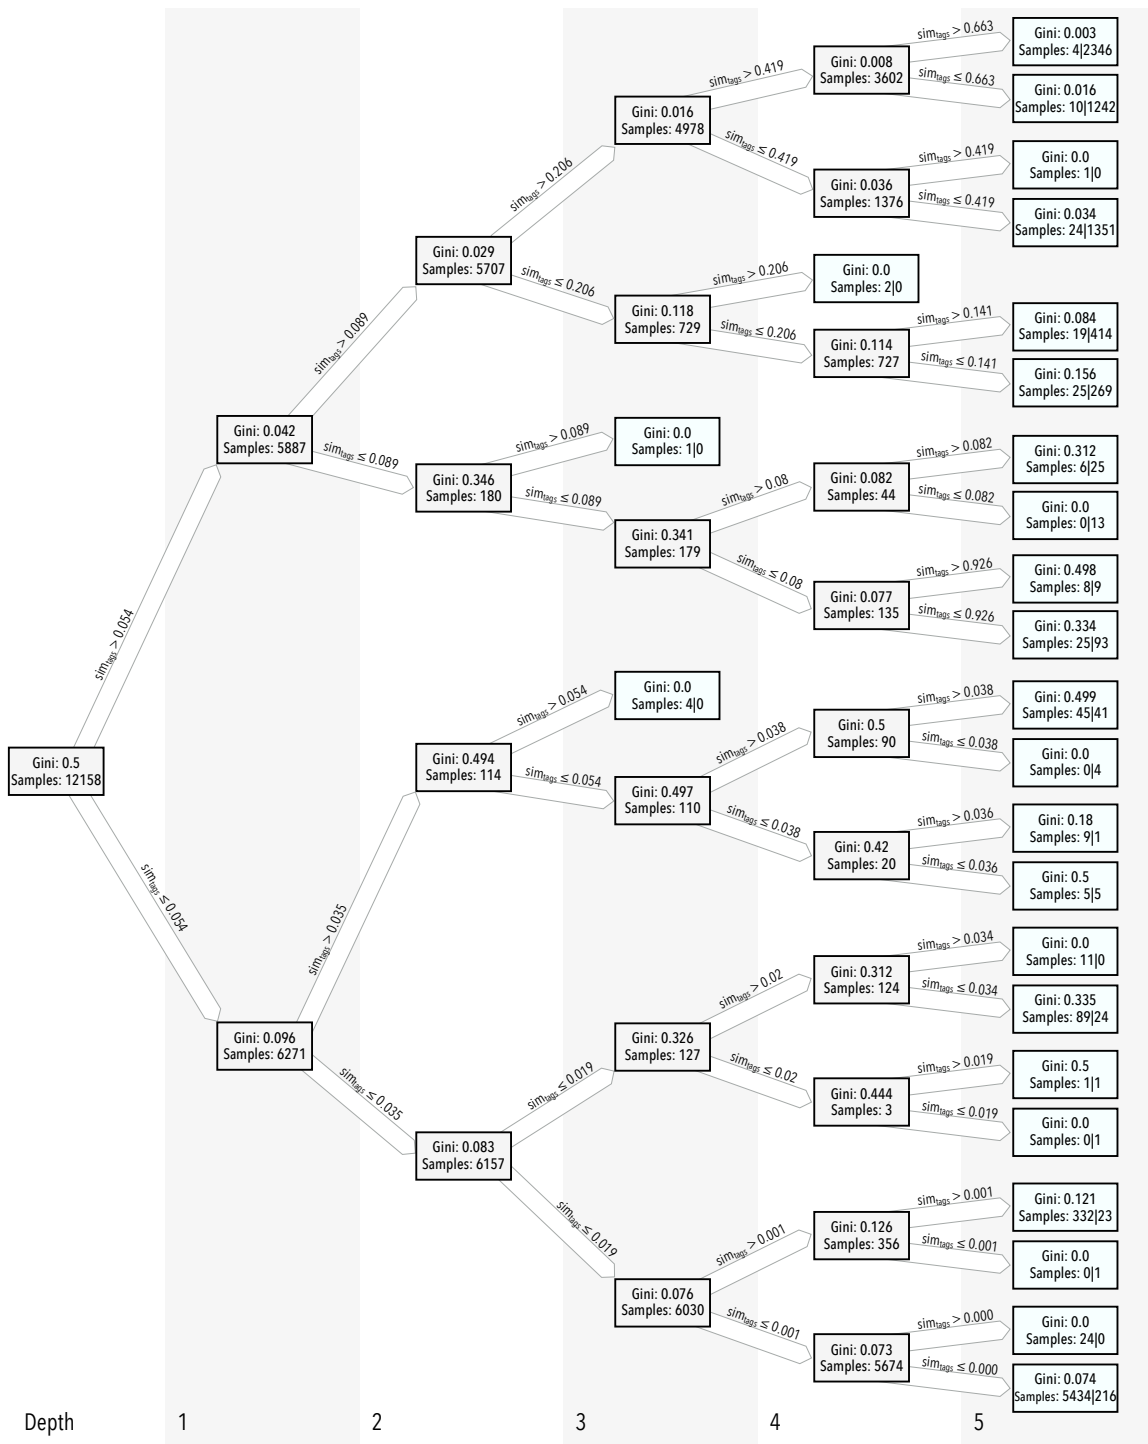 sim_tags > 0.663
Gini: 0.003
Samples: 4|2346
Gini: 0.008
Samples: 3602
sim_tags ≤ 0.663
Gini: 0.016
Samples: 10|1242
sim_tags > 0.419
Gini: 0.016
Samples: 4978
sim_tags ≤ 0.419
sim_tags > 0.419
Gini: 0.0
Samples: 1|0
Gini: 0.036
Samples: 1376
sim_tags ≤ 0.419
Gini: 0.034
Samples: 24|1351
sim_tags > 0.206
Gini: 0.029
Samples: 5707
sim_tags ≤ 0.206
sim_tags > 0.206
Gini: 0.0
Samples: 2|0
Gini: 0.118
Samples: 729
sim_tags ≤ 0.206
sim_tags > 0.141
Gini: 0.084
Samples: 19|414
Gini: 0.114
Samples: 727
sim_tags ≤ 0.141
Gini: 0.156
Samples: 25|269
sim_tags > 0.089
Gini: 0.042
Samples: 5887
sim_tags ≤ 0.089
sim_tags > 0.089
Gini: 0.0
Samples: 1|0
Gini: 0.346
Samples: 180
sim_tags ≤ 0.089
sim_tags > 0.08
sim_tags > 0.082
Gini: 0.312
Samples: 6|25
Gini: 0.082
Samples: 44
sim_tags ≤ 0.082
Gini: 0.0
Samples: 0|13
Gini: 0.341
Samples: 179
sim_tags ≤ 0.08
sim_tags > 0.926
Gini: 0.498
Samples: 8|9
Gini: 0.077
Samples: 135
sim_tags ≤ 0.926
Gini: 0.334
Samples: 25|93
sim_tags > 0.054
Gini: 0.5
Samples: 12158
sim_tags ≤ 0.054
sim_tags > 0.054
Gini: 0.0
Samples: 4|0
Gini: 0.494
Samples: 114
sim_tags ≤ 0.054
sim_tags > 0.038
sim_tags > 0.038
Gini: 0.499
Samples: 45|41
Gini: 0.5
Samples: 90
sim_tags ≤ 0.038
Gini: 0.0
Samples: 0|4
Gini: 0.497
Samples: 110
sim_tags ≤ 0.038
sim_tags > 0.036
Gini: 0.18
Samples: 9|1
Gini: 0.42
Samples: 20
sim_tags ≤ 0.036
Gini: 0.5
Samples: 5|5
sim_tags > 0.035
Gini: 0.096
Samples: 6271
sim_tags ≤ 0.035
sim_tags > 0.034
Gini: 0.0
Samples: 11|0
sim_tags > 0.02
Gini: 0.312
Samples: 124
sim_tags ≤ 0.034
Gini: 0.335
Samples: 89|24
Gini: 0.326
Samples: 127
sim_tags ≤ 0.02
sim_tags > 0.019
Gini: 0.5
Samples: 1|1
Gini: 0.444
Samples: 3
sim_tags ≤ 0.019
Gini: 0.0
Samples: 0|1
sim_tags ≤ 0.019
Gini: 0.083
Samples: 6157
sim_tags ≤ 0.019
sim_tags > 0.001
sim_tags > 0.001
Gini: 0.121
Samples: 332|23
Gini: 0.126
Samples: 356
sim_tags ≤ 0.001
Gini: 0.0
Samples: 0|1
Gini: 0.076
Samples: 6030
sim_tags ≤ 0.001
sim_tags > 0.000
Gini: 0.0
Samples: 24|0
Gini: 0.073
Samples: 5674
sim_tags ≤ 0.000
Gini: 0.074
Samples: 5434|216
Depth 1 2 3 4 5